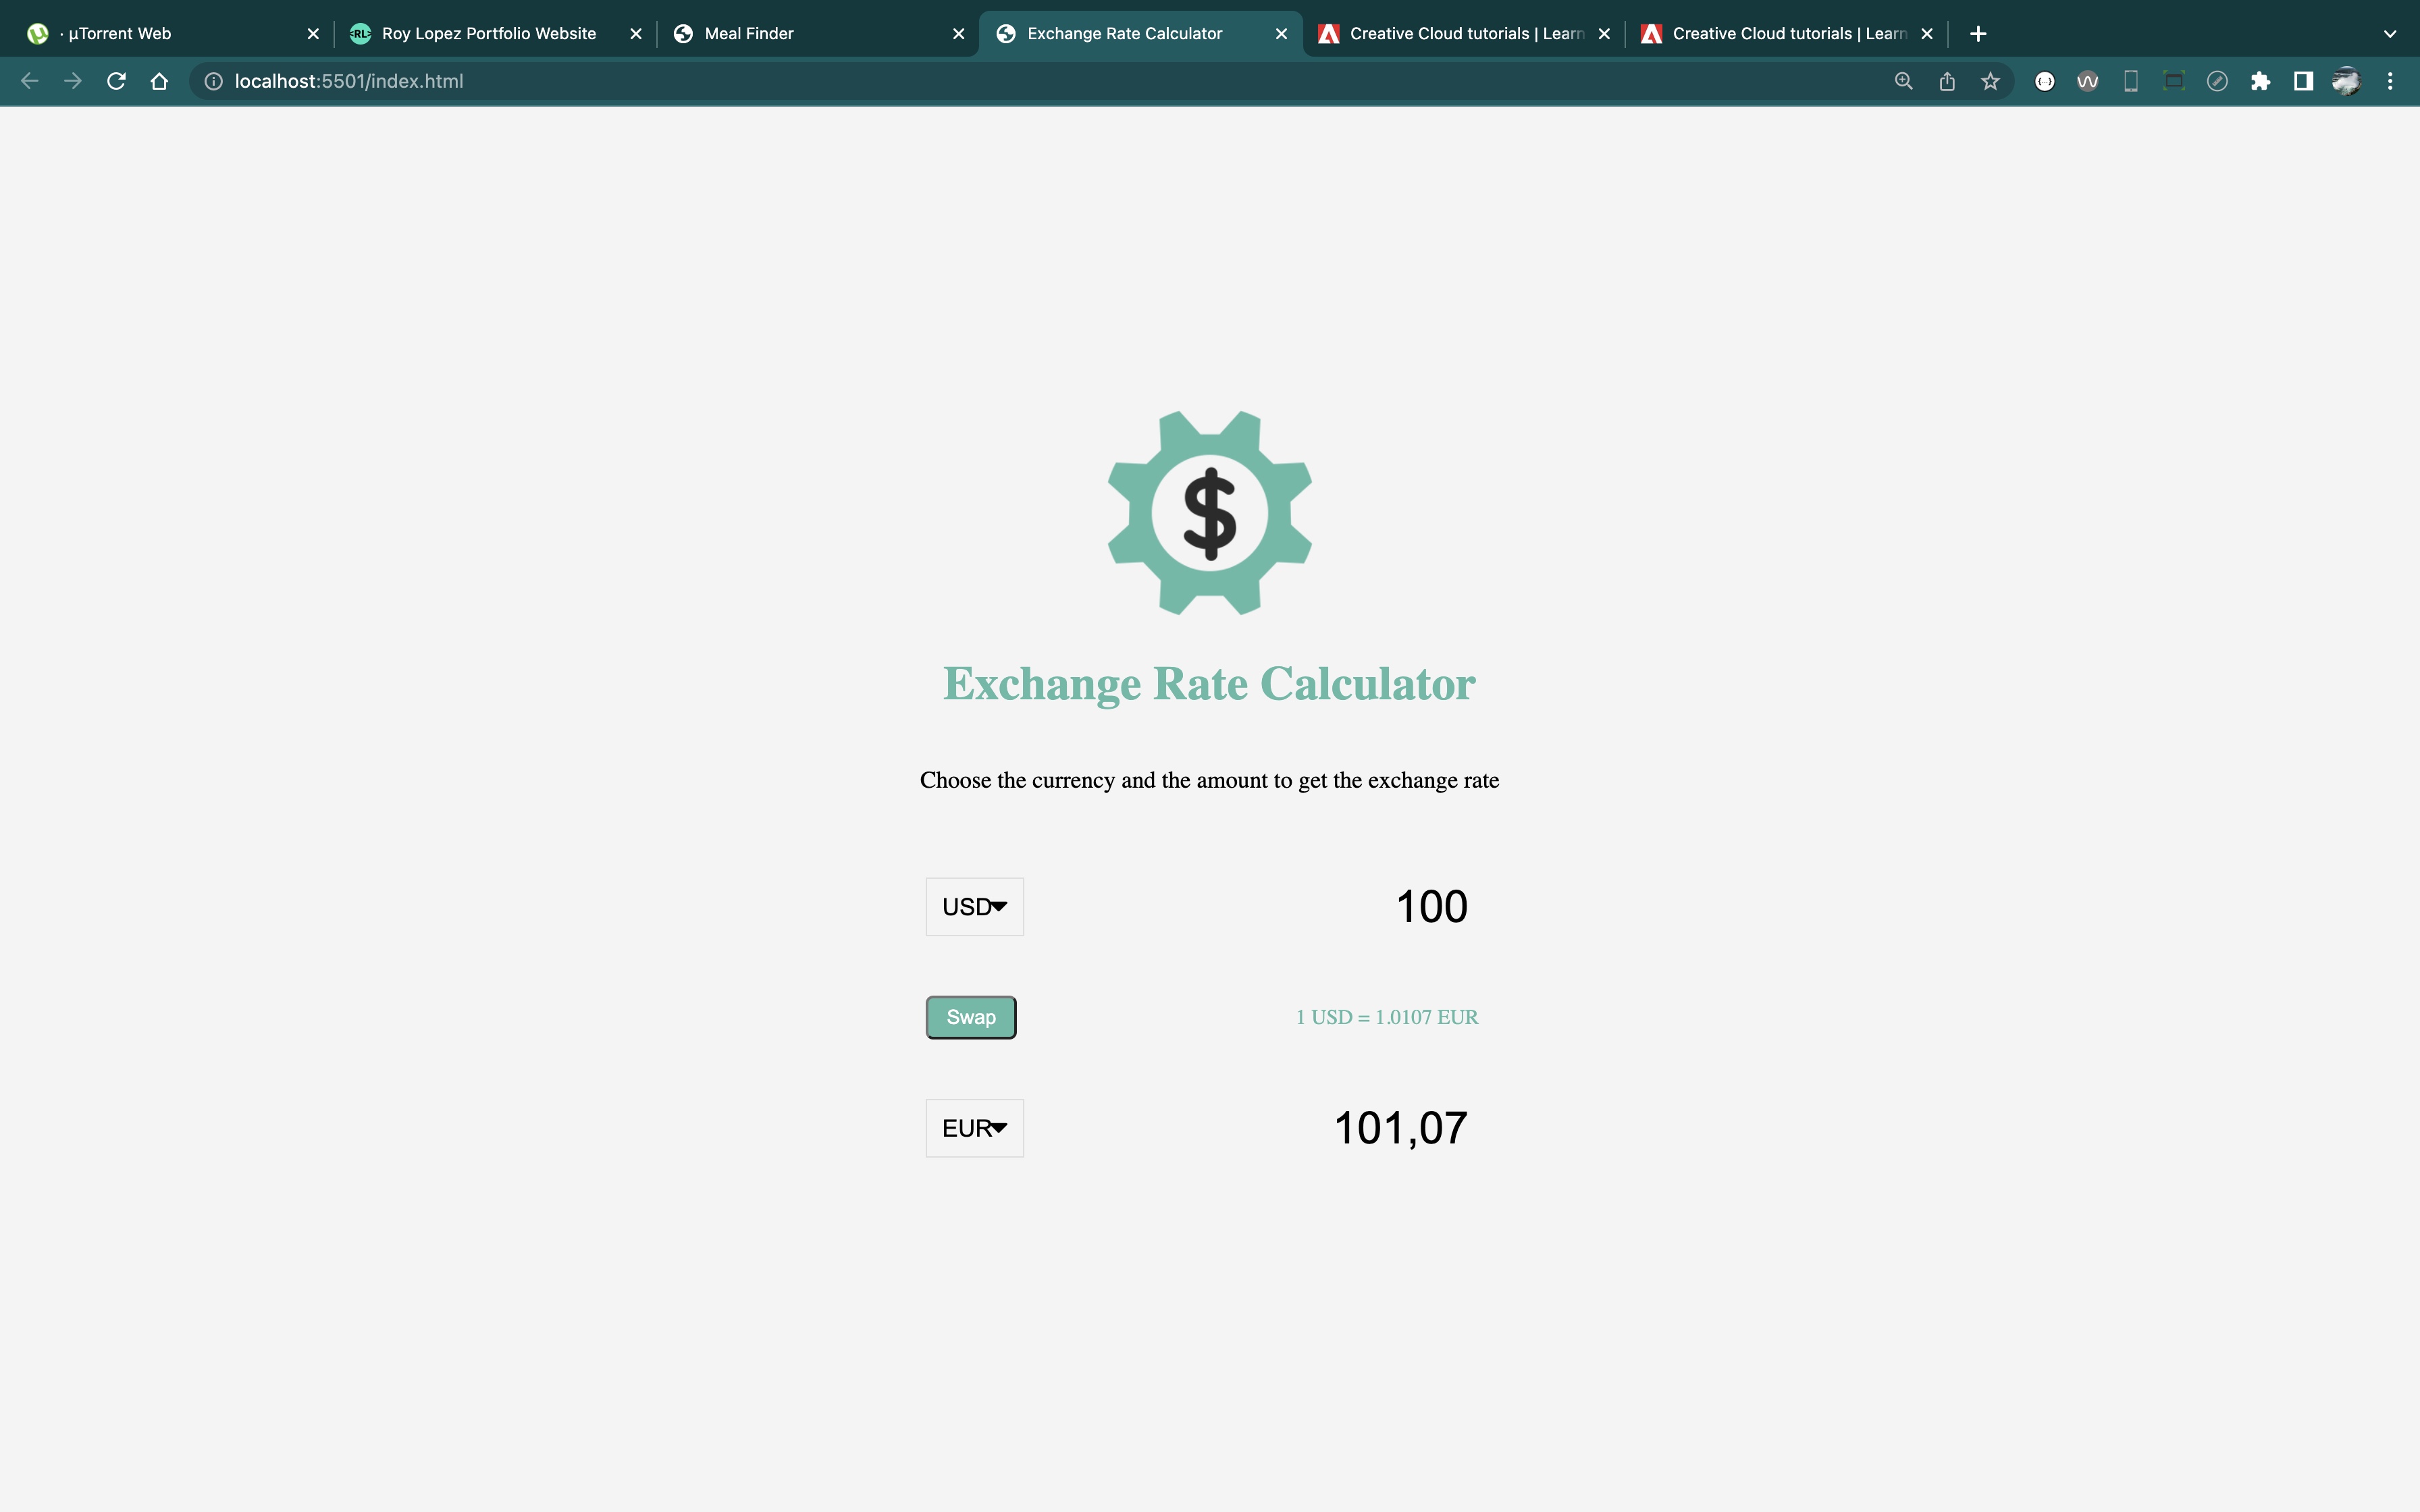 · µTorrent Web
<RL> Roy Lopez Portfolio Website
Meal Finder
Exchange Rate Calculator
Creative Cloud tutorials | Learn
Creative Cloud tutorials | Learn
localhost:5501/index.html
$
Exchange Rate Calculator
Choose the currency and the amount to get the exchange rate
USD 100
Swap 1 USD = 1.0107 EUR
EUR 101,07